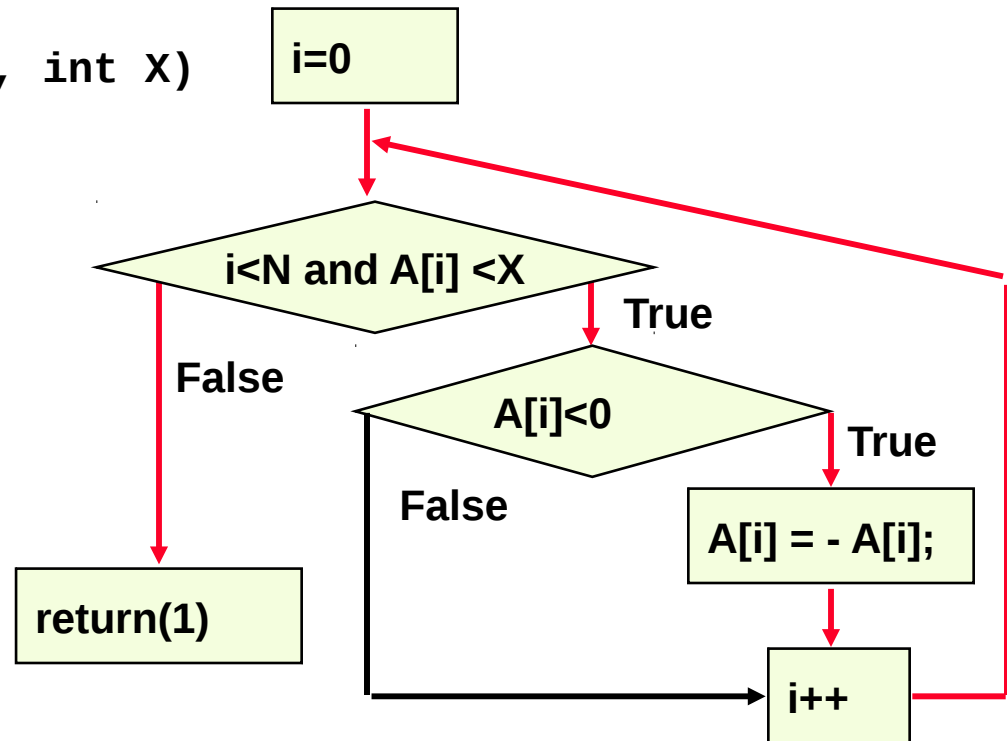 , int X)
i=0
i<N and A[i] <X
True
False
A[i]<0
True
False
A[i] = - A[i];
return(1)
i++